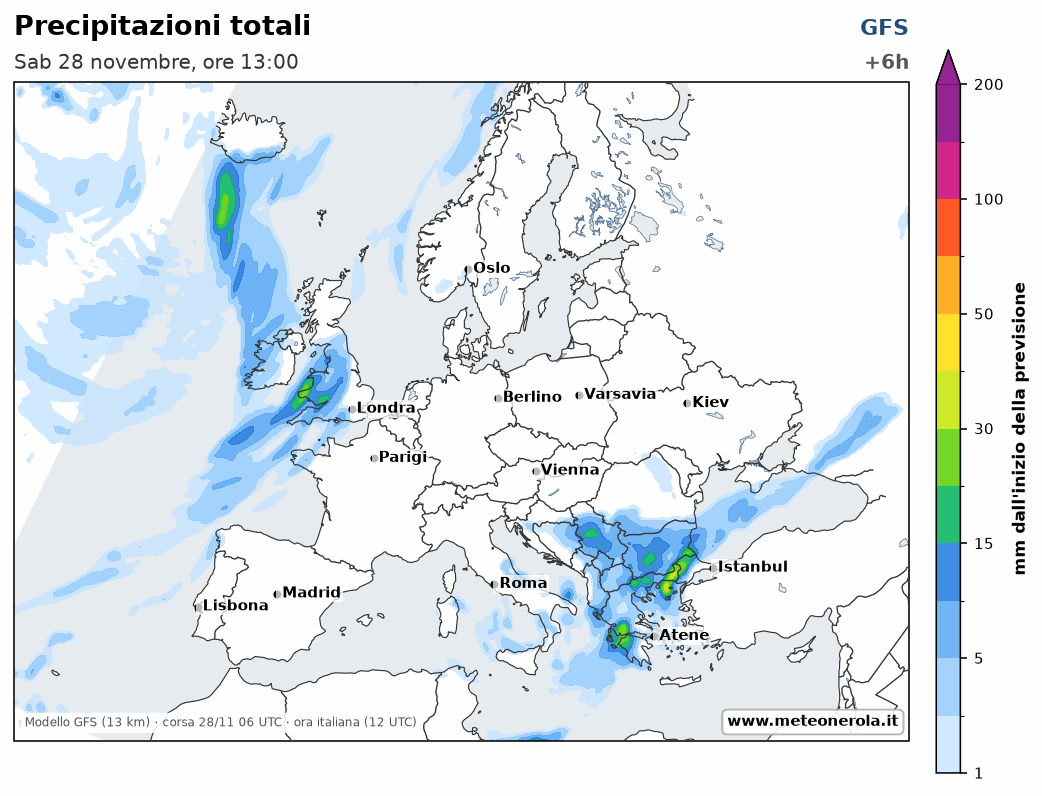 Precipitazioni totali
GFS
Sab 28 novembre, ore 13:00
+6h
200
100
50
30
15
5
1
mm dall'inizio della previsione
Oslo
Berlino
Varsavia
Kiev
Londra
Parigi
Vienna
Istanbul
Roma
Madrid
Lisbona
Atene
Modello GFS (13 km) · corsa 28/11 06 UTC · ora italiana (12 UTC)
www.meteonerola.it